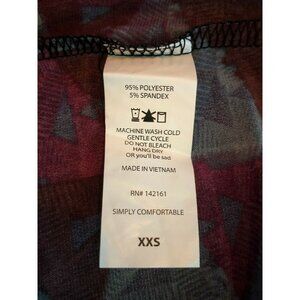 95% POLYESTER
5% SPANDEX
MACHINE WASH COLD
GENTLE CYCLE
DO NOT BLEACH
HANG DRY
OR you'll be sad
MADE IN VIETNAM
RN# 142161
SIMPLY COMFORTABLE
XXS